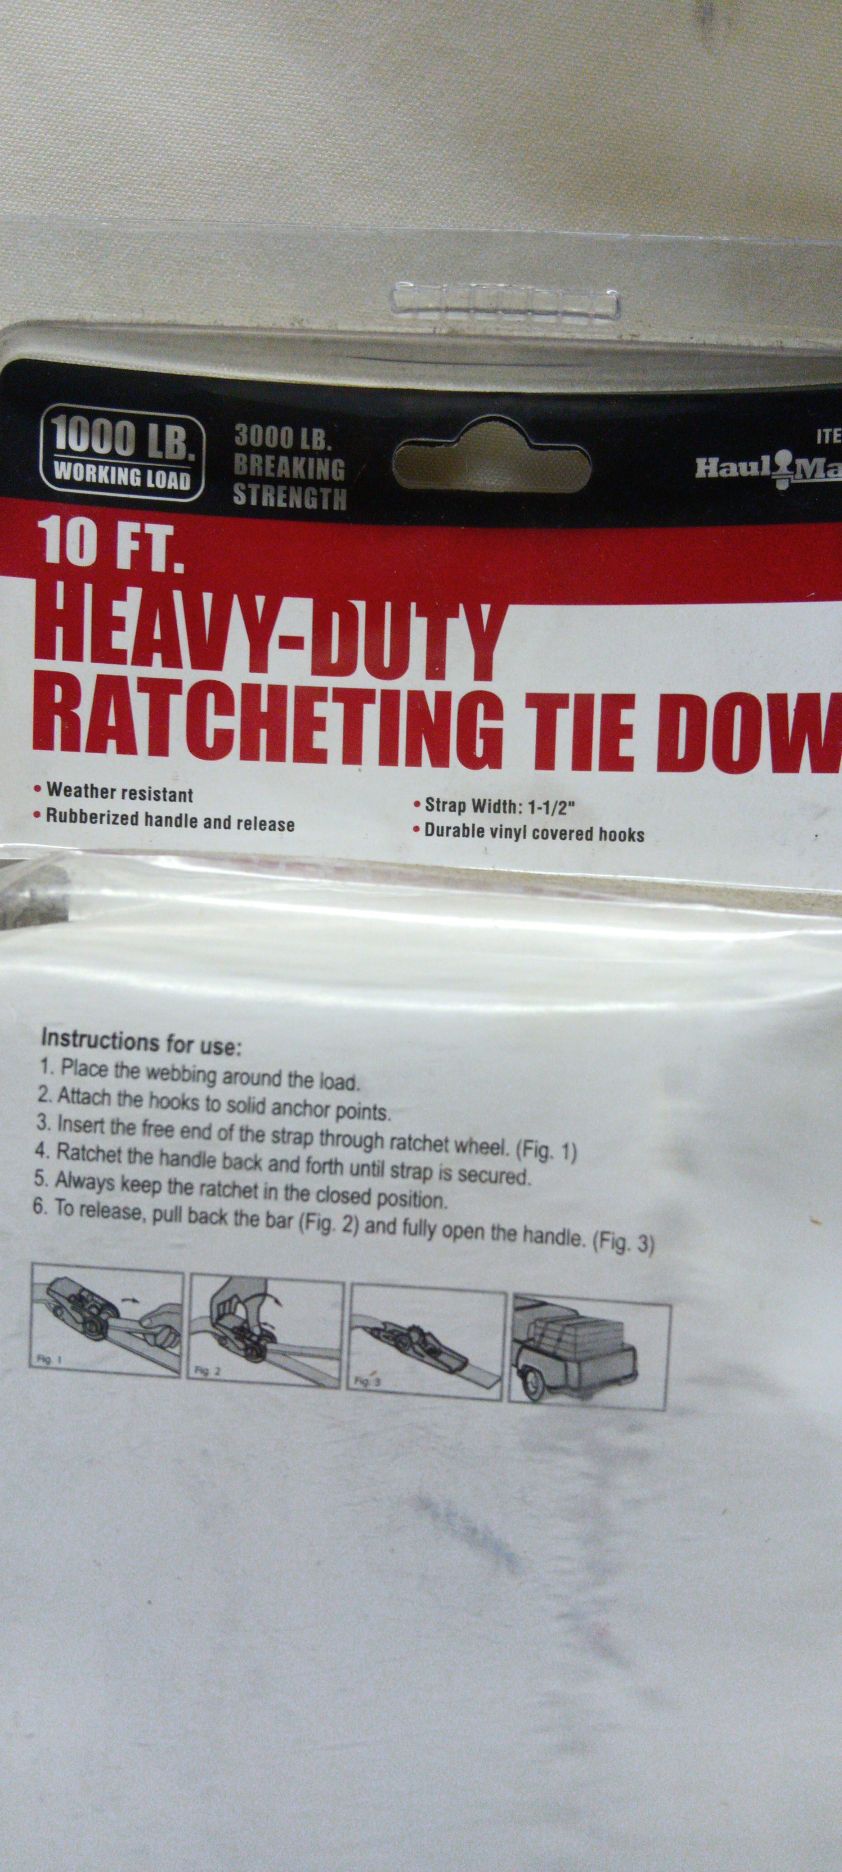 1000 LB.
WORKING LOAD
3000 LB.
BREAKING
STRENGTH
ITE
Haul Ma
10 FT.
HEAVY-DUTY
RATCHETING TIE DOW
• Weather resistant
• Rubberized handle and release
• Strap Width: 1-1/2"
• Durable vinyl covered hooks
Instructions for use:
1. Place the webbing around the load.
2. Attach the hooks to solid anchor points.
3. Insert the free end of the strap through ratchet wheel. (Fig. 1)
4. Ratchet the handle back and forth until strap is secured.
5. Always keep the ratchet in the closed position.
6. To release, pull back the bar (Fig. 2) and fully open the handle. (Fig. 3)
Fig. 1
Fig. 2
Fig. 3